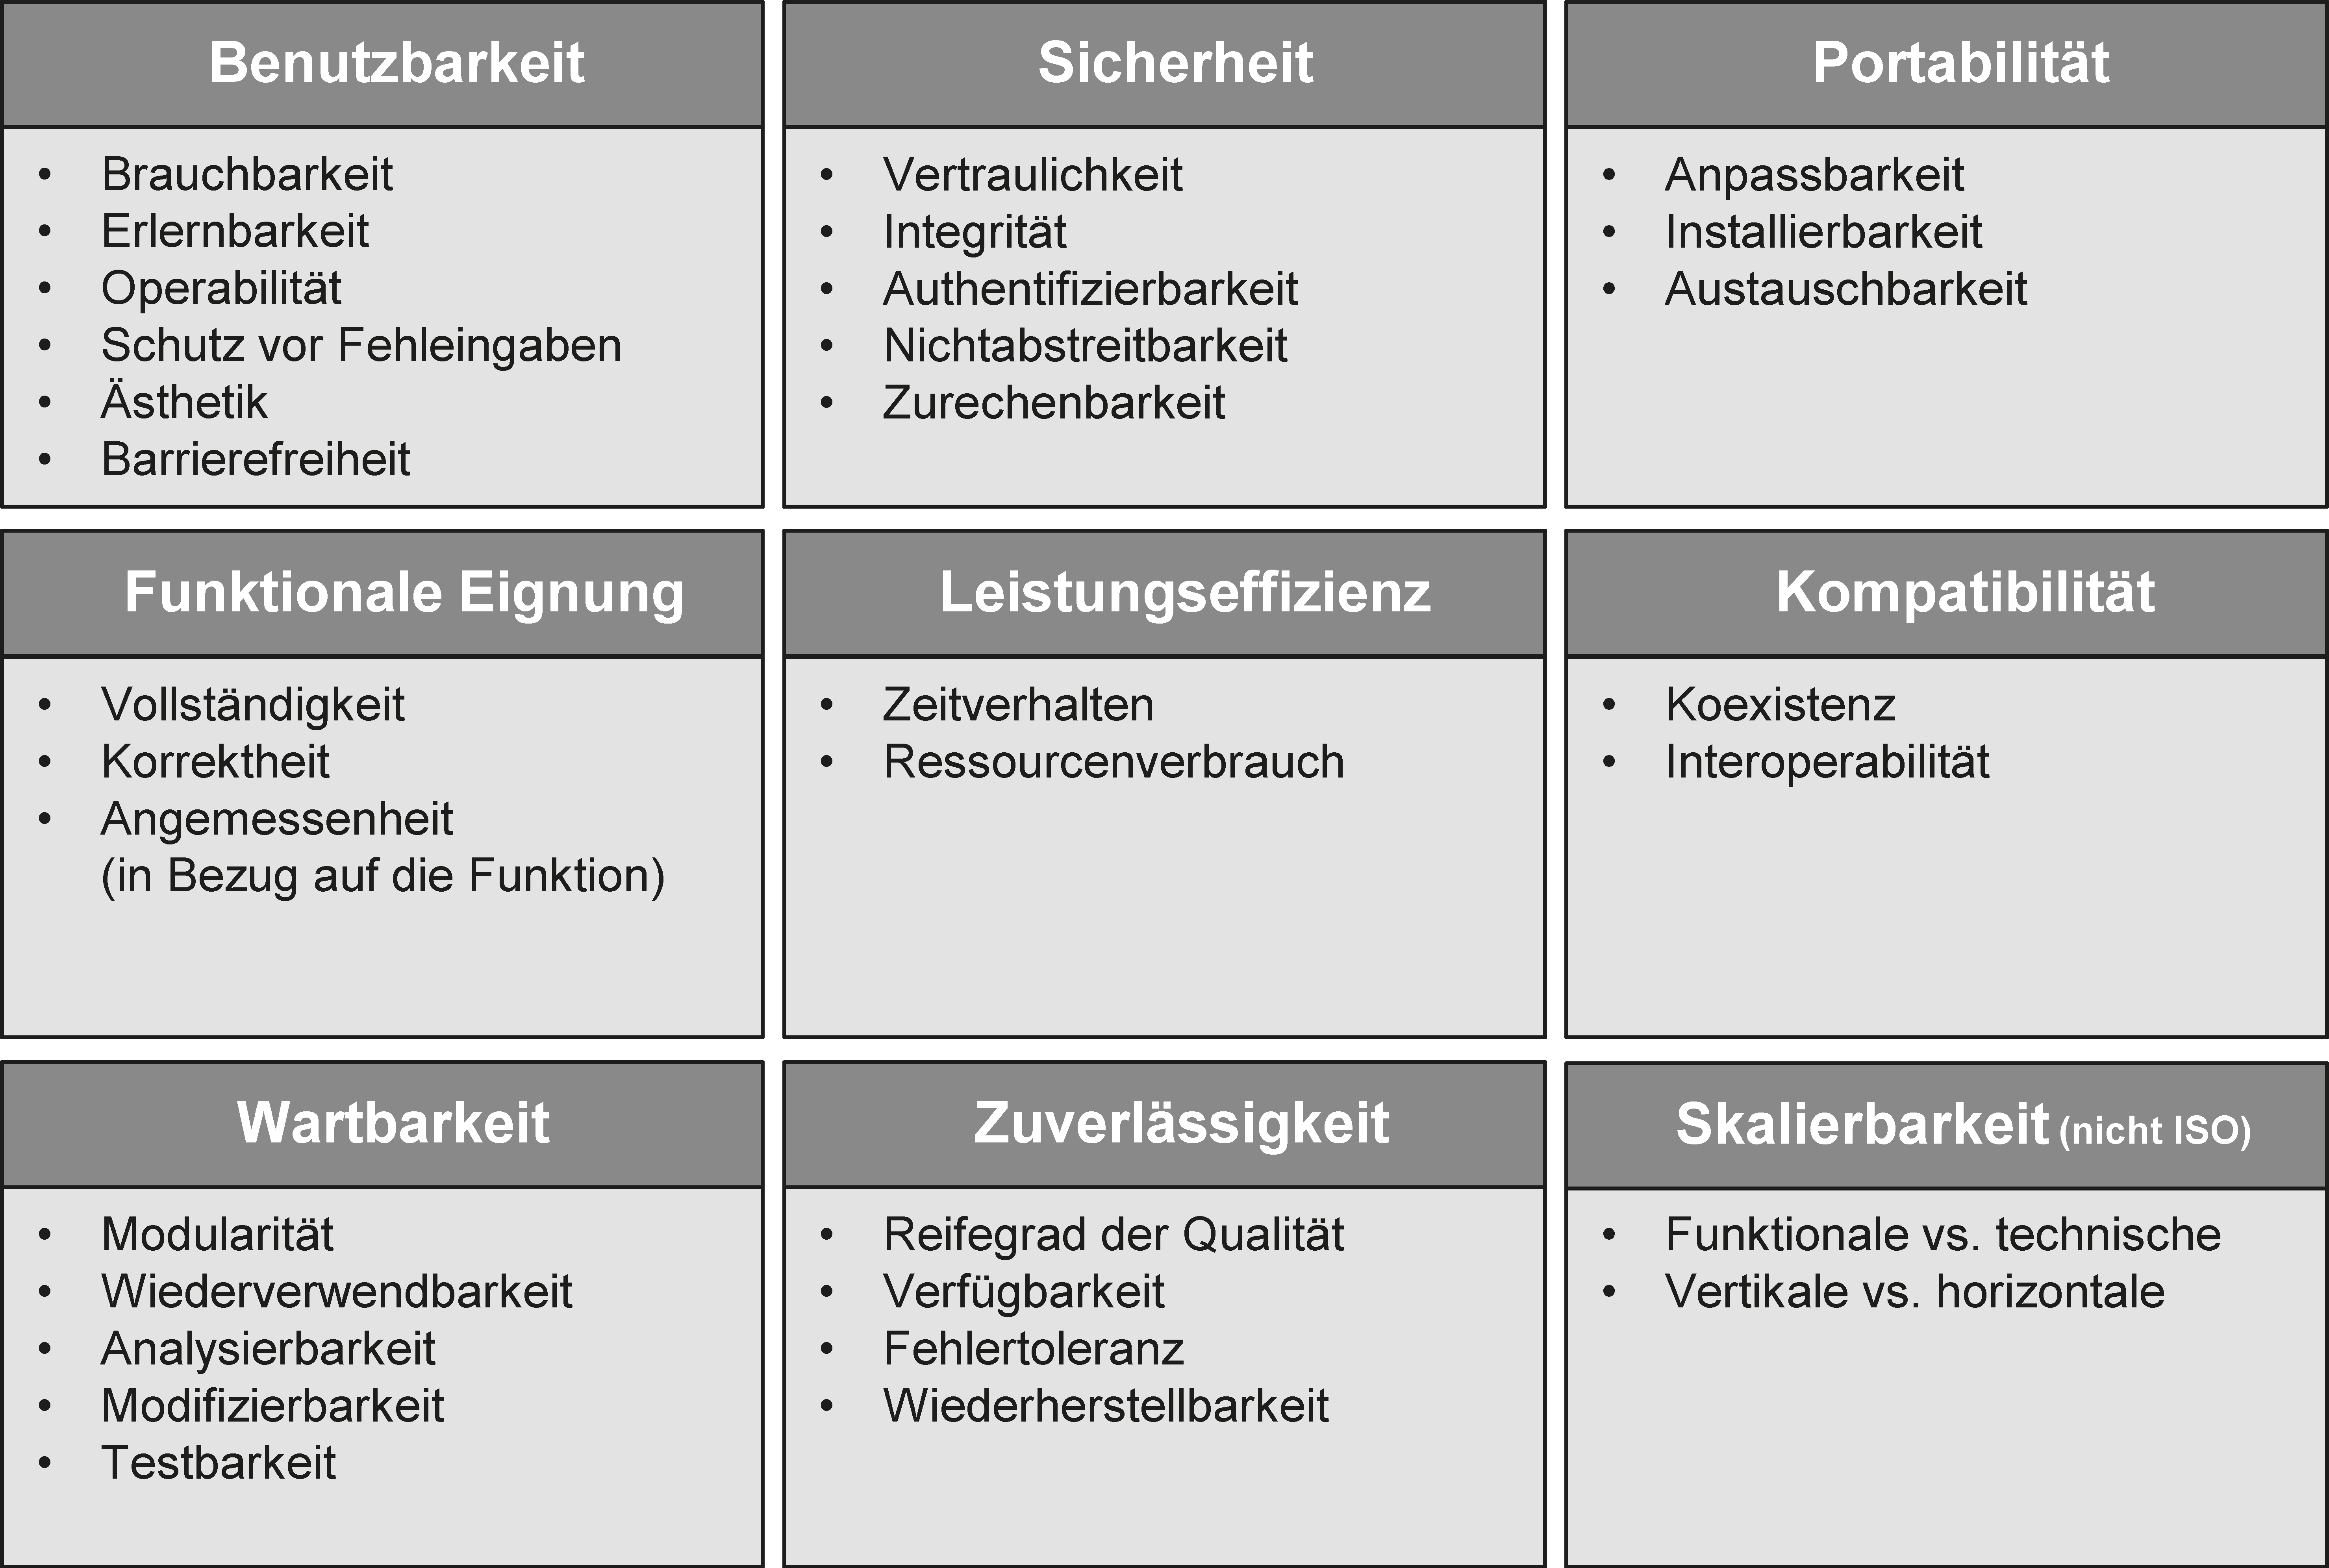 Benutzbarkeit
• Brauchbarkeit
• Erlernbarkeit
• Operabilität
• Schutz vor Fehleingaben
• Ästhetik
• Barrierefreiheit
Sicherheit
• Vertraulichkeit
• Integrität
• Authentifizierbarkeit
• Nichtabstreitbarkeit
• Zurechenbarkeit
Portabilität
• Anpassbarkeit
• Installierbarkeit
• Austauschbarkeit
Funktionale Eignung
• Vollständigkeit
• Korrektheit
• Angemessenheit
(in Bezug auf die Funktion)
Leistungseffizienz
• Zeitverhalten
• Ressourcenverbrauch
Kompatibilität
• Koexistenz
• Interoperabilität
Wartbarkeit
• Modularität
• Wiederverwendbarkeit
• Analysierbarkeit
• Modifizierbarkeit
• Testbarkeit
Zuverlässigkeit
• Reifegrad der Qualität
• Verfügbarkeit
• Fehlertoleranz
• Wiederherstellbarkeit
Skalierbarkeit (nicht ISO)
• Funktionale vs. technische
• Vertikale vs. horizontale